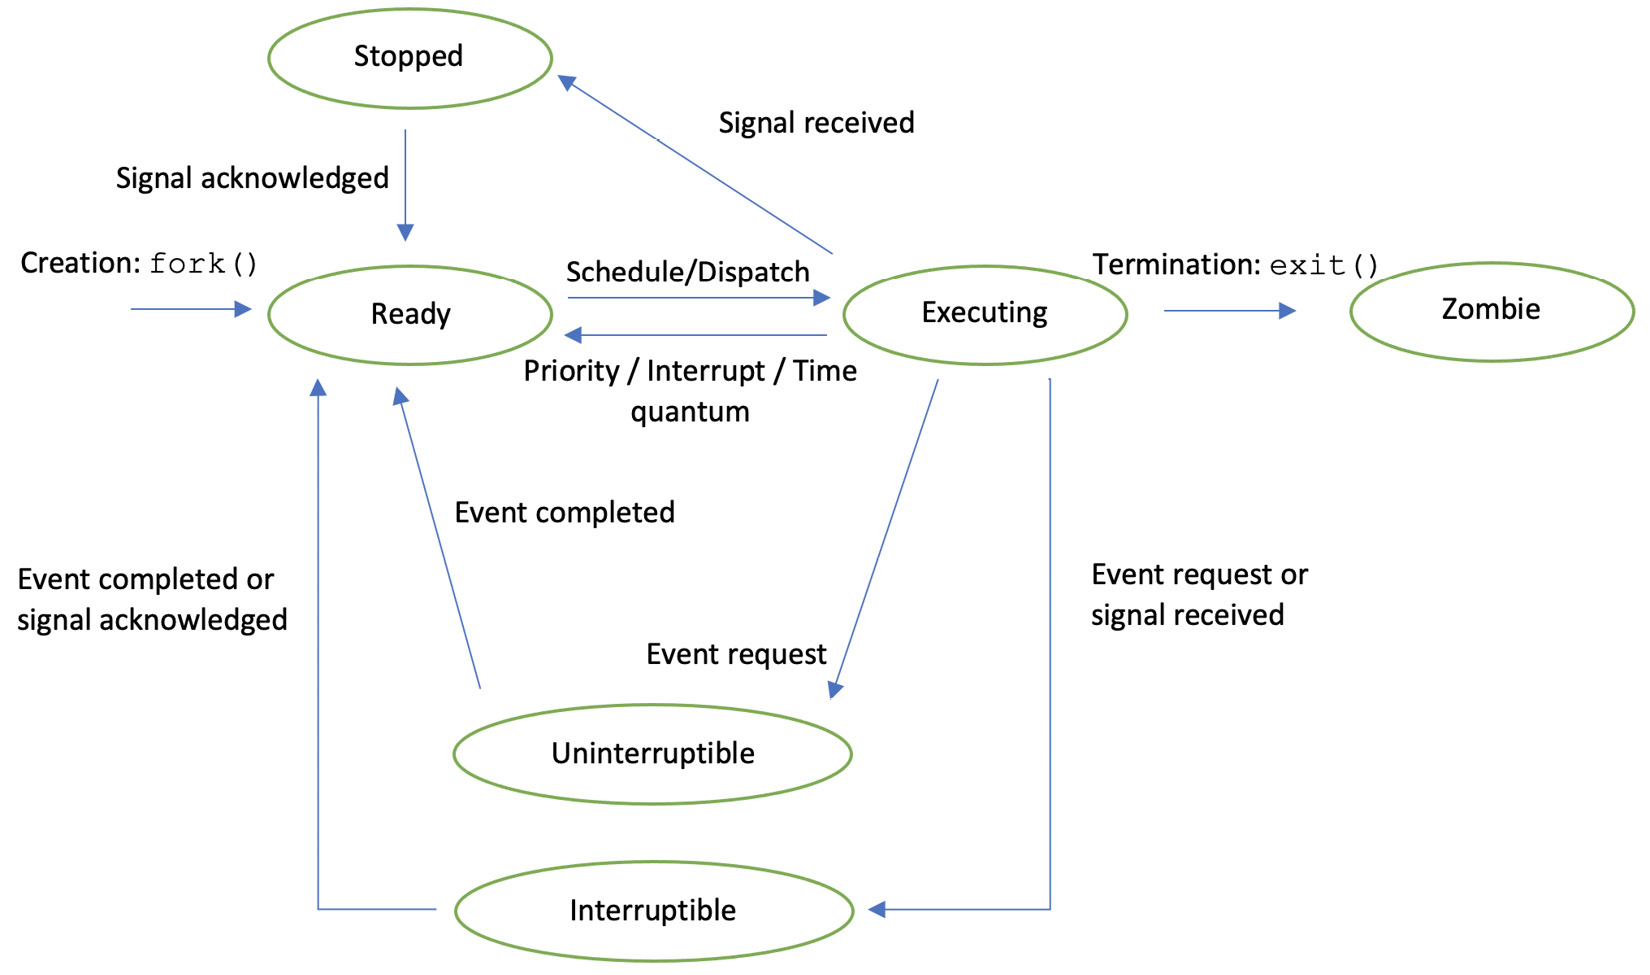 Stopped
Signal received
Signal acknowledged
Creation: fork()
Schedule/Dispatch
Termination: exit()
Ready
Executing
Zombie
Priority / Interrupt / Time
quantum
Event completed
Event completed or
signal acknowledged
Event request or
signal received
Event request
Uninterruptible
Interruptible